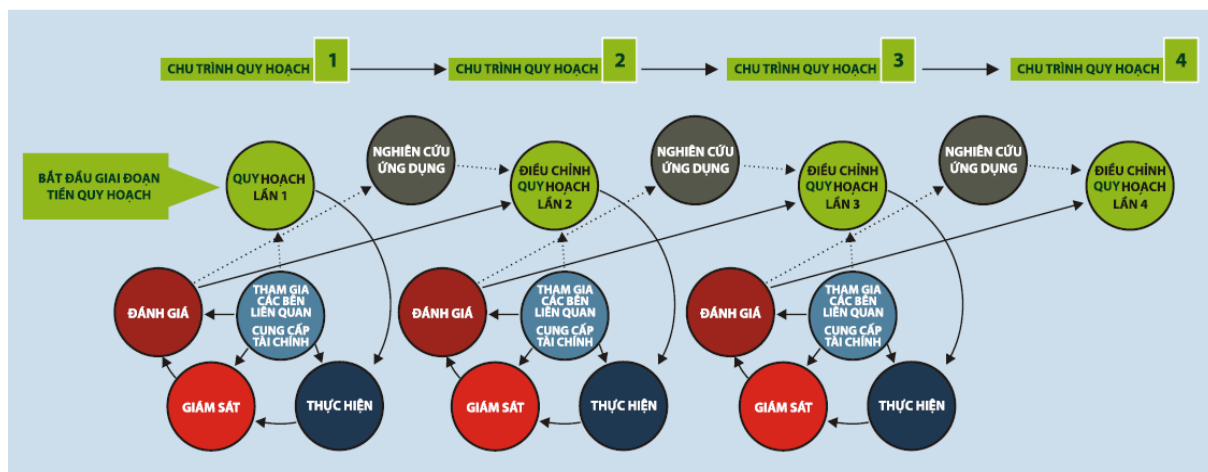 CHU TRÌNH QUY HOẠCH 1
CHU TRÌNH QUY HOẠCH 2
CHU TRÌNH QUY HOẠCH 3
CHU TRÌNH QUY HOẠCH 4
BẮT ĐẦU GIAI ĐOẠN
TIỀN QUY HOẠCH
QUY HOẠCH
LẦN 1
NGHIÊN CỨU
ỨNG DỤNG
ĐIỀU CHỈNH
QUY HOẠCH
LẦN 2
NGHIÊN CỨU
ỨNG DỤNG
ĐIỀU CHỈNH
QUY HOẠCH
LẦN 3
NGHIÊN CỨU
ỨNG DỤNG
ĐIỀU CHỈNH
QUY HOẠCH
LẦN 4
ĐÁNH GIÁ
THAM GIA
CÁC BÊN
LIÊN QUAN
CUNG CẤP
TÀI CHÍNH
GIÁM SÁT
THỰC HIỆN
ĐÁNH GIÁ
THAM GIA
CÁC BÊN
LIÊN QUAN
CUNG CẤP
TÀI CHÍNH
GIÁM SÁT
THỰC HIỆN
ĐÁNH GIÁ
THAM GIA
CÁC BÊN
LIÊN QUAN
CUNG CẤP
TÀI CHÍNH
GIÁM SÁT
THỰC HIỆN